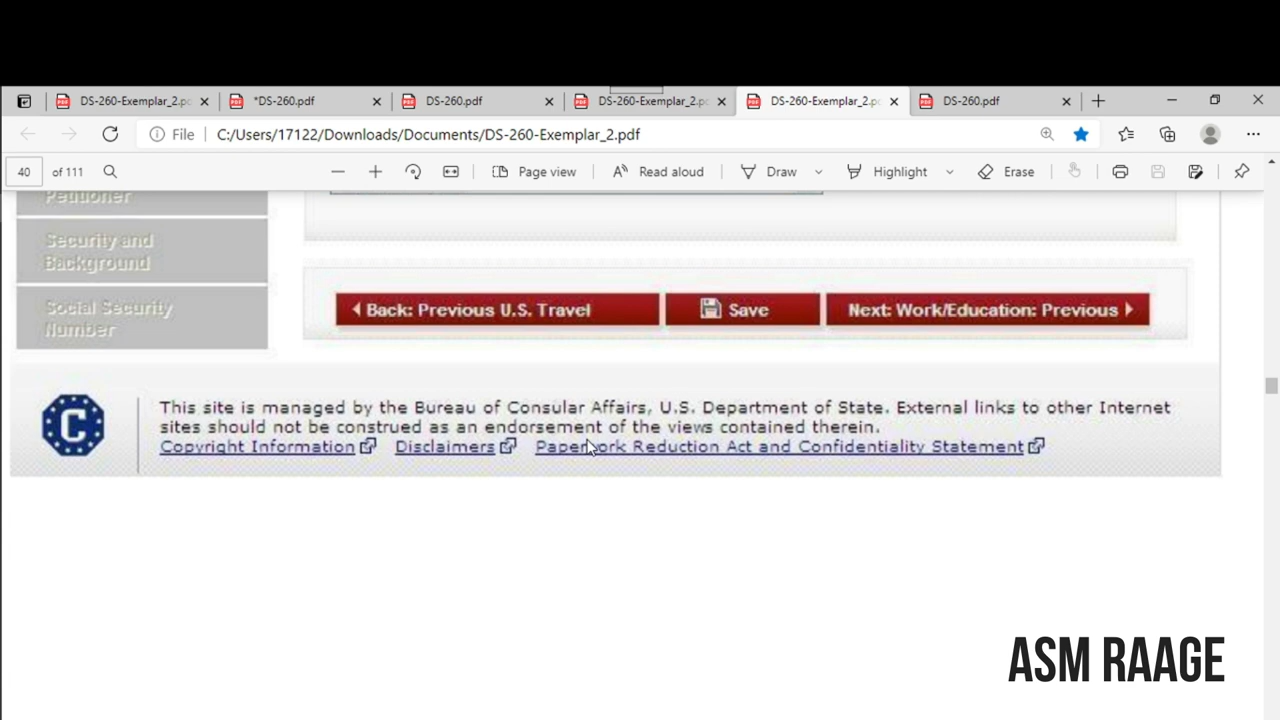 DS-260-Exemplar_2.pc
*DS-260.pdf
DS-260.pdf
DS-260-Exemplar_2.pc
DS-260-Exemplar_2.pc
DS-260.pdf
File C:/Users/17122/Downloads/Documents/DS-260-Exemplar_2.pdf
40 of 111 Page view Read aloud Draw Highlight Erase
Petitioner
Security and
Background
Social Security
Number
Back: Previous U.S. Travel Save Next: Work/Education: Previous
C
This site is managed by the Bureau of Consular Affairs, U.S. Department of State. External links to other Internet
sites should not be construed as an endorsement of the views contained therein.
Copyright Information Disclaimers Paperwork Reduction Act and Confidentiality Statement
ASM RAAGE